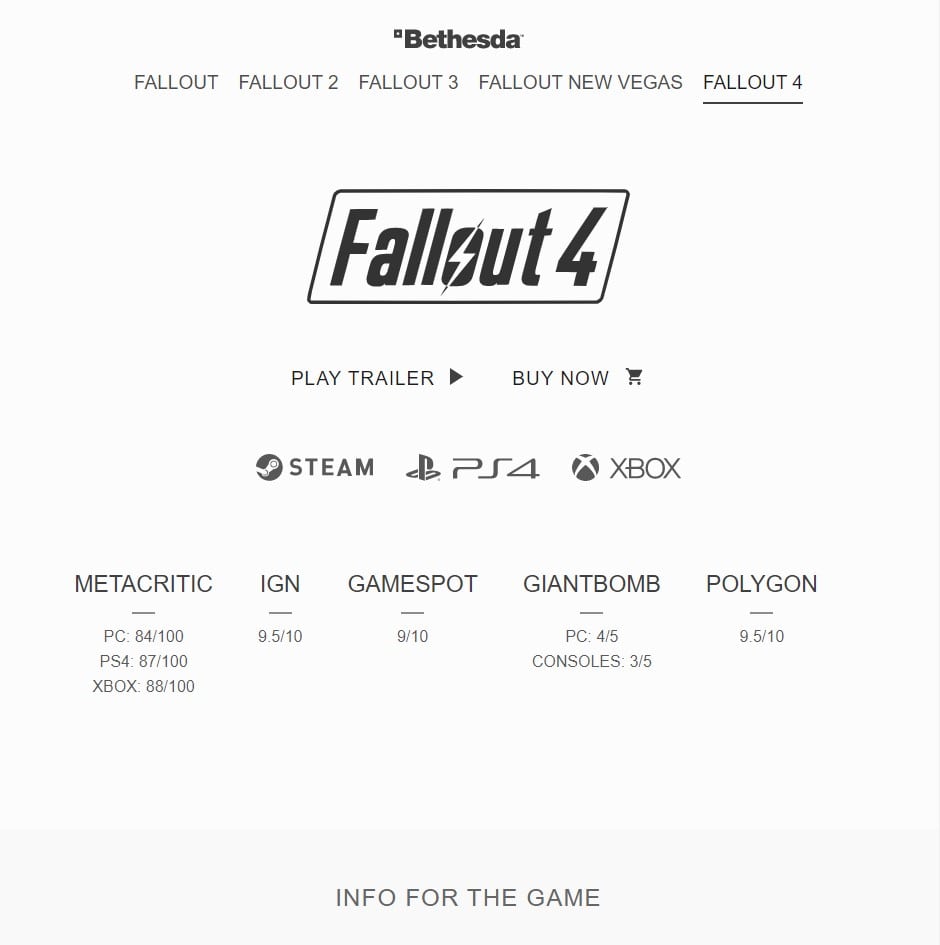 Bethesda
FALLOUT FALLOUT 2 FALLOUT 3 FALLOUT NEW VEGAS FALLOUT 4
Fallout 4
PLAY TRAILER BUY NOW
STEAM PS4 XBOX
METACRITIC IGN GAMESPOT GIANTBOMB POLYGON
PC: 84/100 9.5/10 9/10 PC: 4/5 9.5/10
PS4: 87/100 CONSOLES: 3/5
XBOX: 88/100
INFO FOR THE GAME